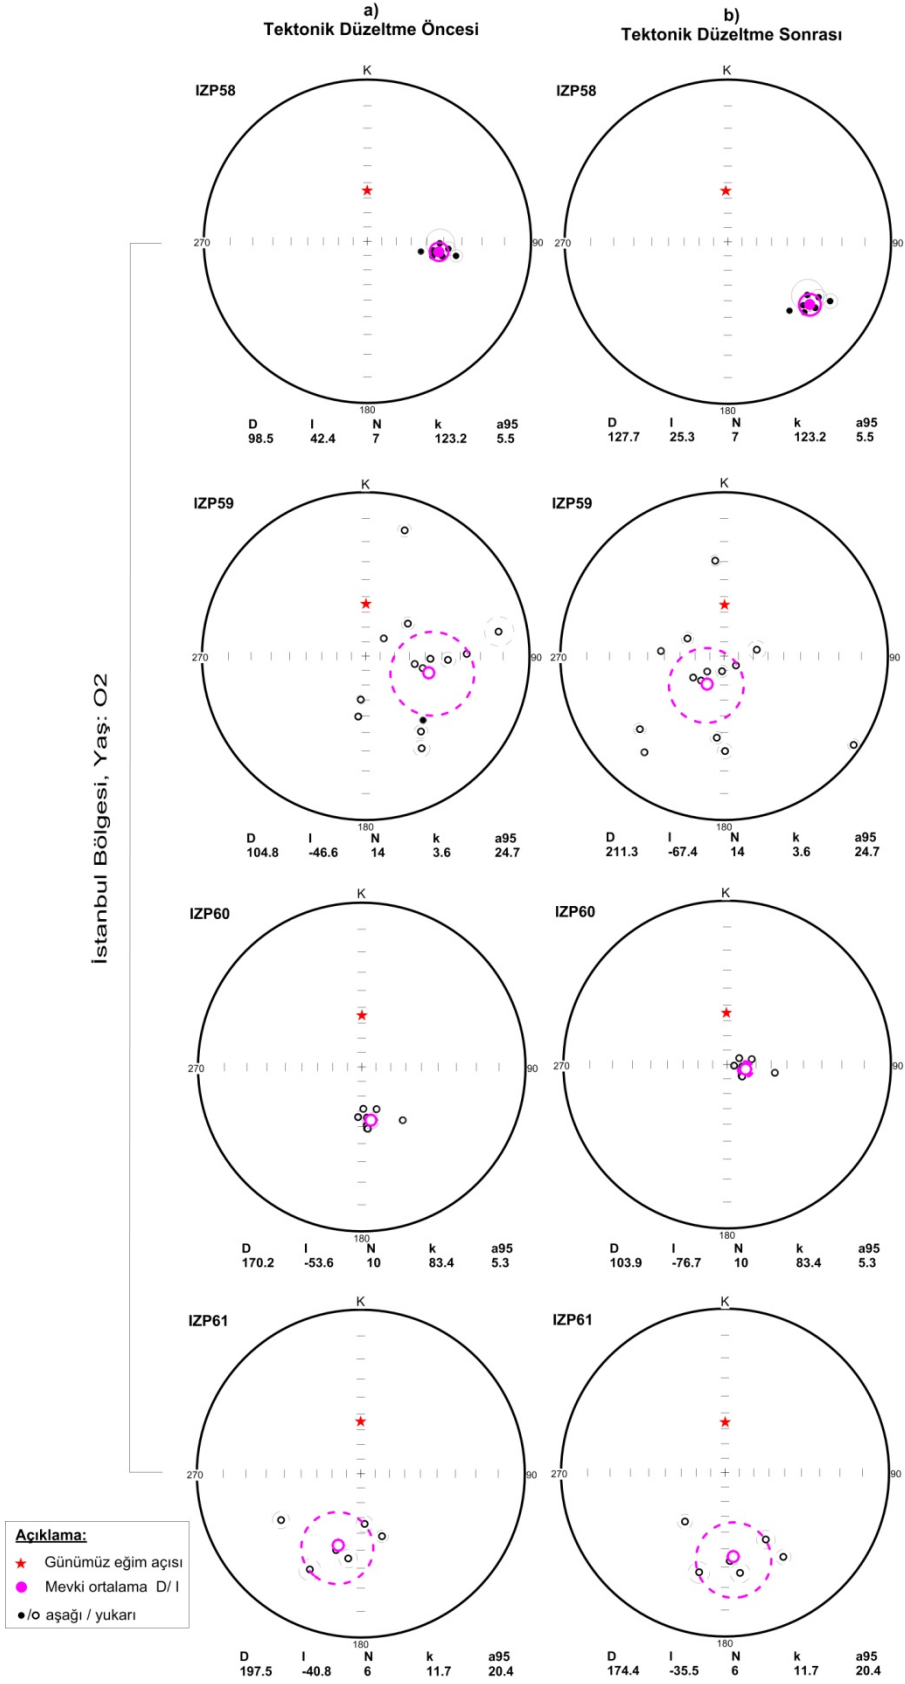 a)
Tektonik Düzeltme Öncesi
b)
Tektonik Düzeltme Sonrası
İstanbul Bölgesi, Yaş: O2
IZP58
K
270
90
180
D I N k a95
98.5 42.4 7 123.2 5.5
IZP58
K
270
90
180
D I N k a95
127.7 25.3 7 123.2 5.5
IZP59
K
270
90
180
D I N k a95
104.8 -46.6 14 3.6 24.7
IZP59
K
270
90
180
D I N k a95
211.3 -67.4 14 3.6 24.7
IZP60
K
270
90
180
D I N k a95
170.2 -53.6 10 83.4 5.3
IZP60
K
270
90
180
D I N k a95
103.9 -76.7 10 83.4 5.3
IZP61
K
270
90
180
D I N k a95
197.5 -40.8 6 11.7 20.4
IZP61
K
270
90
180
D I N k a95
174.4 -35.5 6 11.7 20.4
Açıklama:
Günümüz eğim açısı
Mevki ortalama D/ I
/ aşağı / yukarı